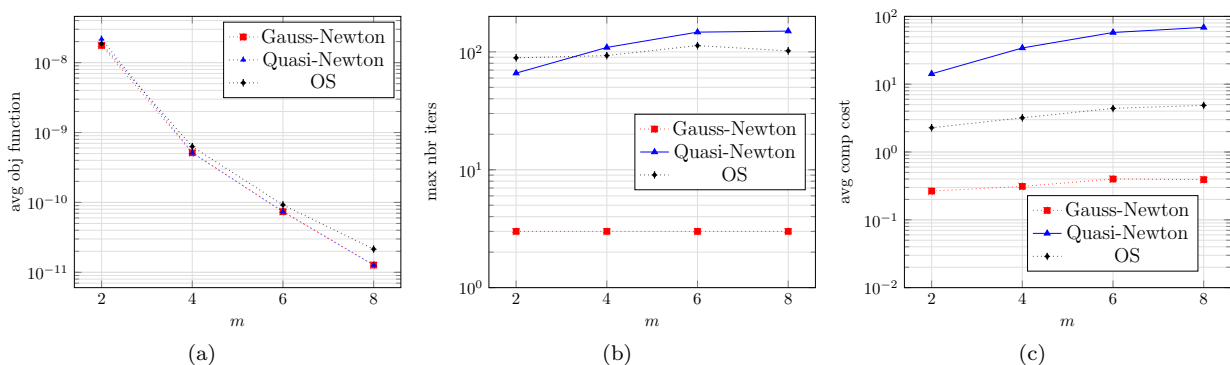 10^{-8}
10^{-9}
10^{-10}
10^{-11}
avg obj function
Gauss-Newton
Quasi-Newton
OS
2
4
6
8
m
(a)
10^2
10^1
10^0
max nbr iters
Gauss-Newton
Quasi-Newton
OS
2
4
6
8
m
(b)
10^2
10^1
10^0
10^{-1}
10^{-2}
avg comp cost
Gauss-Newton
Quasi-Newton
OS
2
4
6
8
m
(c)